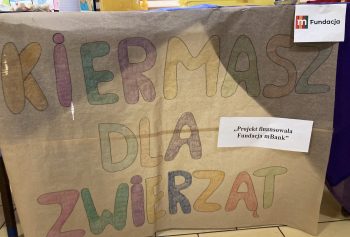 m Fundacja
KiERMASZ
DLA
„Projekt finansowała
Fundacja mBank"
ZWiERZĄT